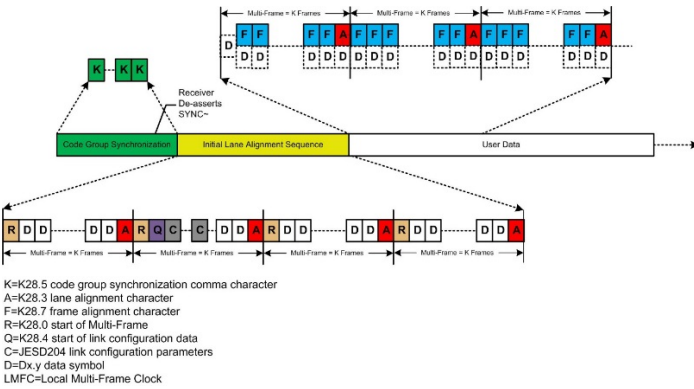 Multi-Frame = K Frames Multi-Frame = K Frames Multi-Frame = K Frames
D F F F F A F F F F F A F F F F F A
D D D D D D D D D D D D D D D D D
K K K
Receiver
De-asserts
SYNC~
Code Group Synchronization Initial Lane Alignment Sequence User Data
R D D D D A R Q C C D D A R D D D D A R D D D D A
Multi-Frame = K Frames Multi-Frame = K Frames Multi-Frame = K Frames Multi-Frame = K Frames
K=K28.5 code group synchronization comma character
A=K28.3 lane alignment character
F=K28.7 frame alignment character
R=K28.0 start of Multi-Frame
Q=K28.4 start of link configuration data
C=JESD204 link configuration parameters
D=Dx.y data symbol
LMFC=Local Multi-Frame Clock